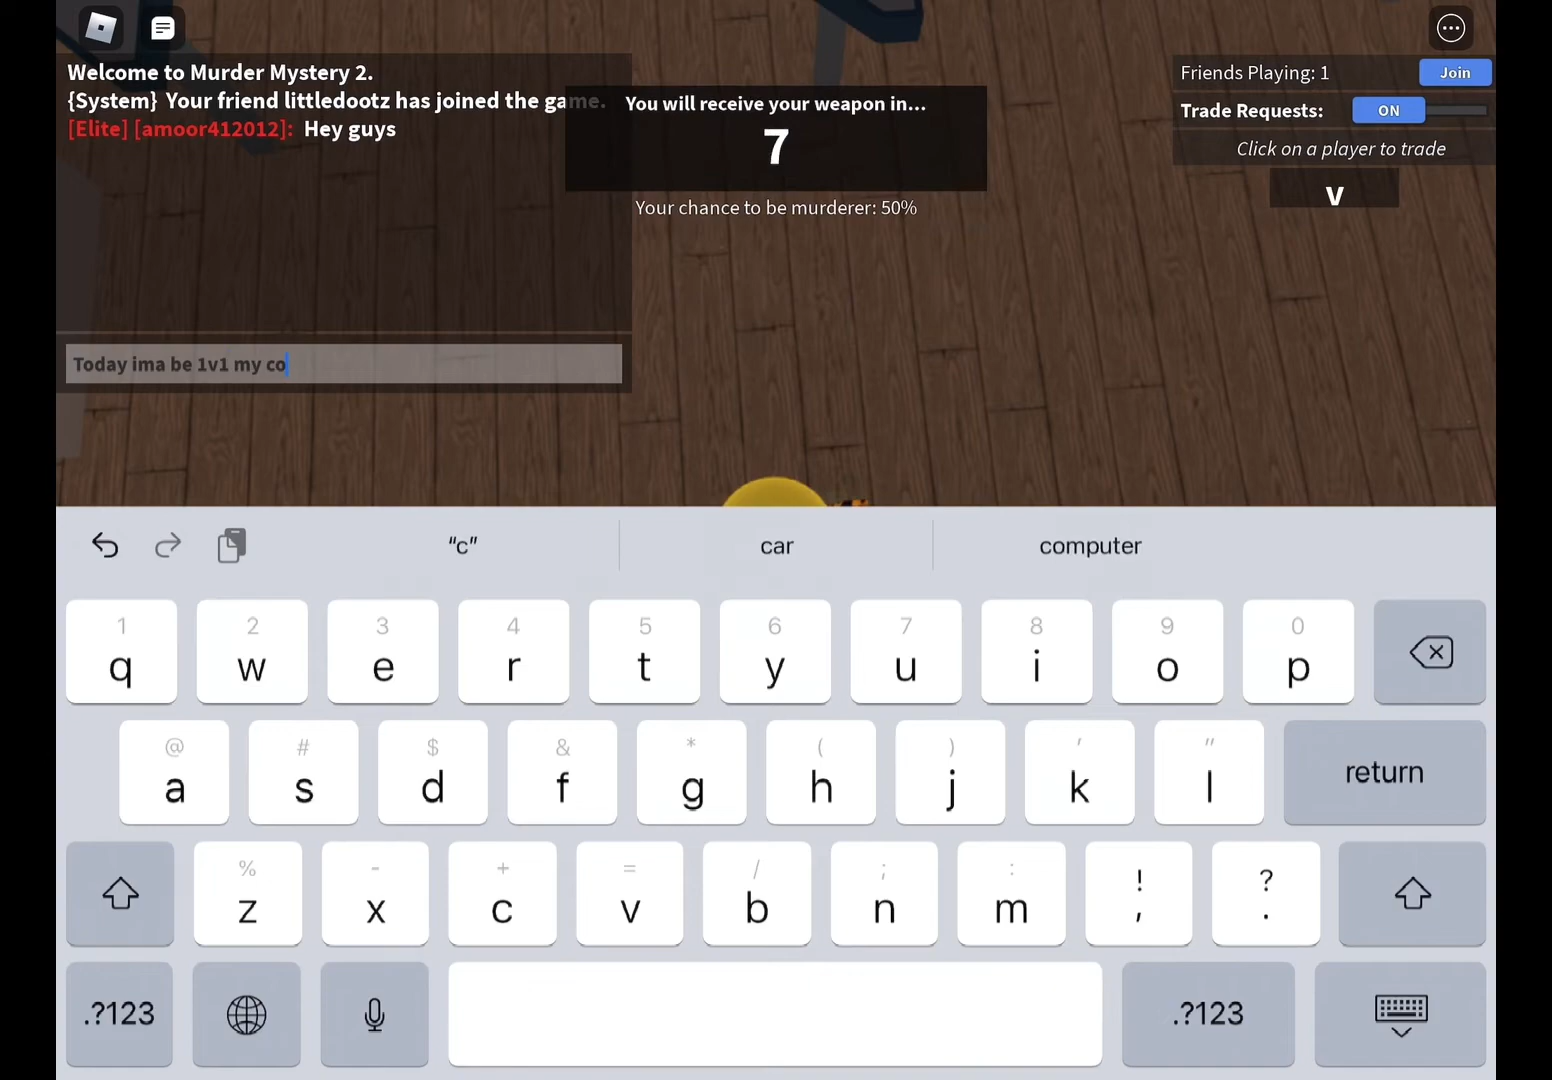 Welcome to Murder Mystery 2.
{System} Your friend littledootz has joined the game.
[Elite] [amoor412012]: Hey guys
You will receive your weapon in...
7
Your chance to be murderer: 50%
Friends Playing: 1 Join
Trade Requests: ON
Click on a player to trade
v
Today ima be 1v1 my co
“c” car computer
1 2 3 4 5 6 7 8 9 0
q w e r t y u i o p
@ # $ & * ( ) ' "
a s d f g h j k l return
% - + = / ; : ! ?
z x c v b n m , .
.?123 .?123